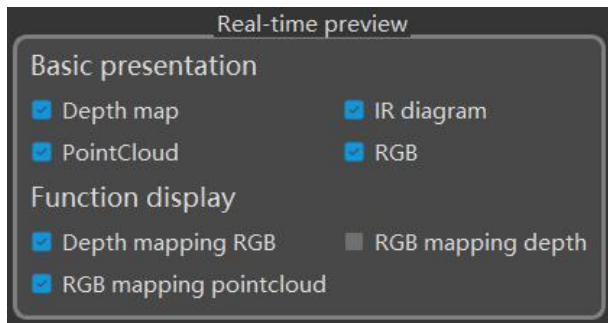 Real-time preview
Basic presentation
Depth map IR diagram
PointCloud RGB
Function display
Depth mapping RGB RGB mapping depth
RGB mapping pointcloud